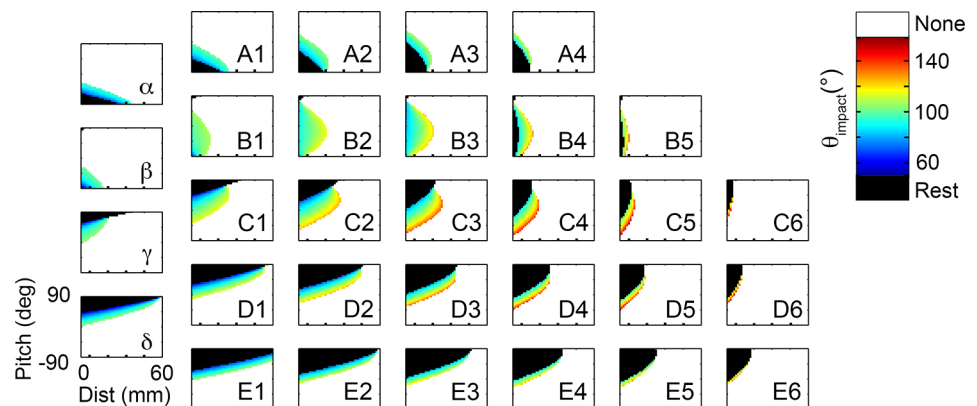 A1 A2 A3 A4
α
B1 B2 B3 B4 B5
β
C1 C2 C3 C4 C5 C6
γ
D1 D2 D3 D4 D5 D6
δ
E1 E2 E3 E4 E5 E6
Pitch (deg)
90
-90
0 60
Dist (mm)
None
140
100
60
Rest
θimpact(°)